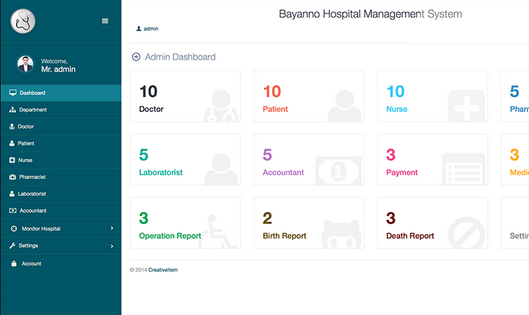 Bayanno Hospital Management System
admin
Welcome,
Mr. admin
Dashboard
Department
Doctor
Patient
Nurse
Pharmacist
Laboratorist
Accountant
Monitor Hospital
Settings
Account
Admin Dashboard
10
Doctor
10
Patient
10
Nurse
5
Pharm
5
Laboratorist
5
Accountant
3
Payment
3
Medic
3
Operation Report
2
Birth Report
3
Death Report
Settin
© 2014 Creativeitem